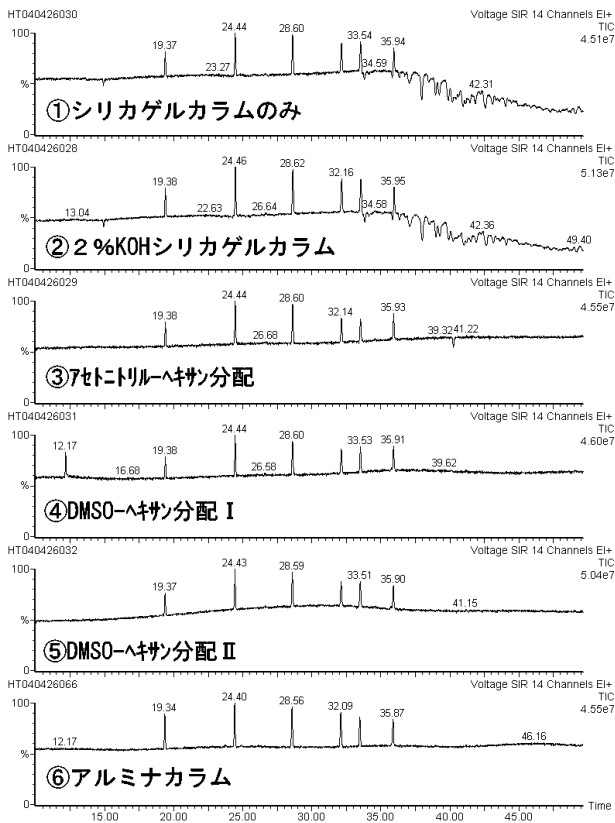 HT040426030
Voltage SIR 14 Channels EI+
TIC
4.51e7
100
%
0
19.37
23.27
24.44
28.60
33.54
34.59
35.94
42.31
①シリカゲルカラムのみ
HT040426028
Voltage SIR 14 Channels EI+
TIC
5.13e7
100
%
0
13.04
19.38
22.63
24.46
26.64
28.62
32.16
34.58
35.95
42.36
49.40
②2%KOHシリカゲルカラム
HT040426029
Voltage SIR 14 Channels EI+
TIC
4.55e7
100
%
0
19.38
24.44
26.68
28.60
32.14
35.93
39.32
41.22
③アセトニトリル-ヘキサン分配
HT040426031
Voltage SIR 14 Channels EI+
TIC
4.60e7
100
%
0
12.17
16.68
19.38
24.44
26.58
28.60
33.53
35.91
39.62
④DMSO-ヘキサン分配 I
HT040426032
Voltage SIR 14 Channels EI+
TIC
5.04e7
100
%
0
19.37
24.43
28.59
33.51
35.90
41.15
⑤DMSO-ヘキサン分配 II
HT040426066
Voltage SIR 14 Channels EI+
TIC
4.55e7
100
%
0
12.17
19.34
24.40
28.56
32.09
35.87
46.16
⑥アルミナカラム
15.00 20.00 25.00 30.00 35.00 40.00 45.00 Time